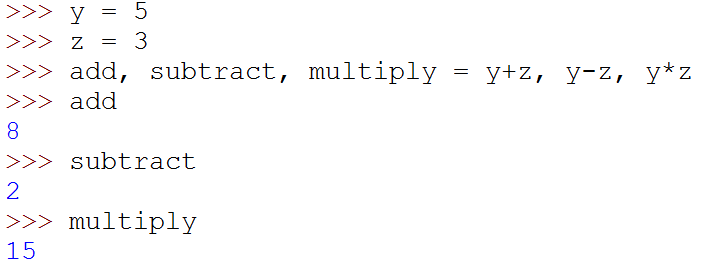 >>> y = 5
>>> z = 3
>>> add, subtract, multiply = y+z, y-z, y*z
>>> add
8
>>> subtract
2
>>> multiply
15